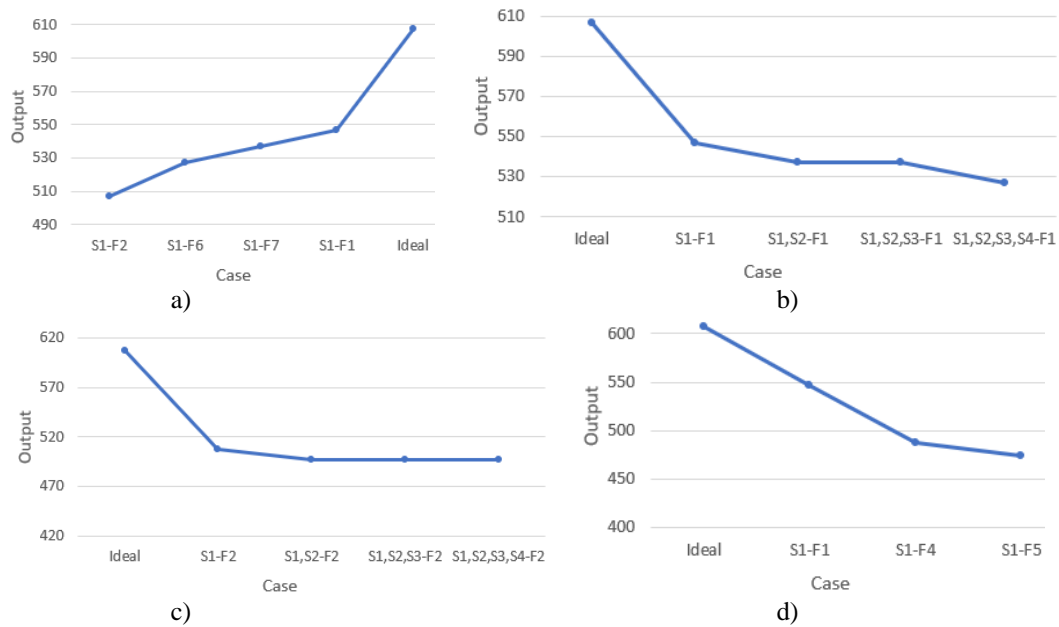 610
590
570
550
530
510
490
Output
S1-F2 S1-F6 S1-F7 S1-F1 Ideal
Case
a)
610
590
570
550
530
510
Output
Ideal S1-F1 S1,S2-F1 S1,S2,S3-F1 S1,S2,S3,S4-F1
Case
b)
620
570
520
470
420
Output
Ideal S1-F2 S1,S2-F2 S1,S2,S3-F2 S1,S2,S3,S4-F2
Case
c)
600
550
500
450
400
Output
Ideal S1-F1 S1-F4 S1-F5
Case
d)